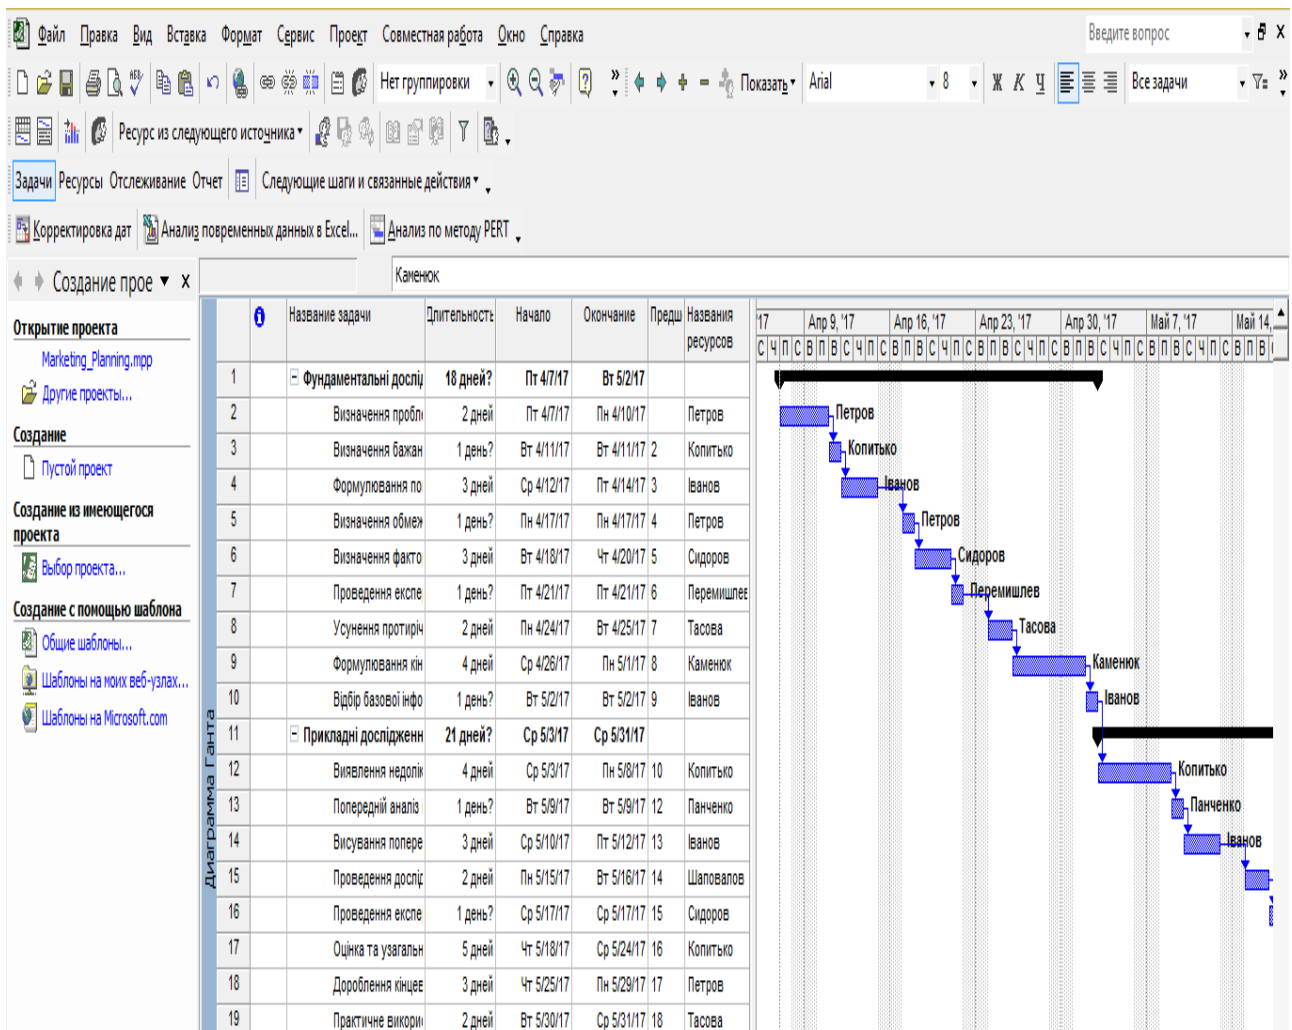 Файл Правка Вид Вставка Формат Сервис Проект Совместная работа Окно Справка Введите вопрос
Нет группировки Показать Arial 8 Ж К Ч Все задачи
Ресурс из следующего источника
Задачи Ресурсы Отслеживание Отчет Следующие шаги и связанные действия
Корректировка дат Анализ повременных данных в Excel... Анализ по методу PERT
Создание прое
Каменюк
Открытие проекта
Marketing_Planning.mpp
Другие проекты...
Создание
Пустой проект
Создание из имеющегося
проекта
Выбор проекта...
Создание с помощью шаблона
Общие шаблоны...
Шаблоны на моих веб-узлах...
Шаблоны на Microsoft.com
Диаграмма Ганта
Название задачи Длительность Начало Окончание Предш Названия
ресурсов
'17 Апр 9, '17 Апр 16, '17 Апр 23, '17 Апр 30, '17 Май 7, '17 Май 14,
С Ч П С В П В С Ч П С В П В С Ч П С В П В С Ч П С В П В С Ч П С В П В С Ч П С В П В
1 Фундаментальні дослід 18 дней? Пт 4/7/17 Вт 5/2/17
2 Визначення пробл 2 дней Пт 4/7/17 Пн 4/10/17 Петров
3 Визначення бажан 1 день? Вт 4/11/17 Вт 4/11/17 2 Копитько
4 Формулювання по 3 дней Ср 4/12/17 Пт 4/14/17 3 Іванов
5 Визначення обмеж 1 день? Пн 4/17/17 Пн 4/17/17 4 Петров
6 Визначення факто 3 дней Вт 4/18/17 Чт 4/20/17 5 Сидоров
7 Проведення експе 1 день? Пт 4/21/17 Пт 4/21/17 6 Перемишлев
8 Усунення протиріч 2 дней Пн 4/24/17 Вт 4/25/17 7 Тасова
9 Формулювання кін 4 дней Ср 4/26/17 Пн 5/1/17 8 Каменюк
10 Відбір базової інфо 1 день? Вт 5/2/17 Вт 5/2/17 9 Іванов
11 Прикладні дослідженн 21 дней? Ср 5/3/17 Ср 5/31/17
12 Виявлення недолік 4 дней Ср 5/3/17 Пн 5/8/17 10 Копитько
13 Попередній аналіз 1 день? Вт 5/9/17 Вт 5/9/17 12 Панченко
14 Висування попере 3 дней Ср 5/10/17 Пт 5/12/17 13 Іванов
15 Проведення дослід 2 дней Пн 5/15/17 Вт 5/16/17 14 Шаповалов
16 Проведення експе 1 день? Ср 5/17/17 Ср 5/17/17 15 Сидоров
17 Оцінка та узагальн 5 дней Чт 5/18/17 Ср 5/24/17 16 Копитько
18 Дороблення кінцев 3 дней Чт 5/25/17 Пн 5/29/17 17 Петров
19 Практичне викори 2 дней Вт 5/30/17 Ср 5/31/17 18 Тасова
Петров
Копитько
Іванов
Петров
Сидоров
Перемишлев
Тасова
Каменюк
Іванов
Копитько
Панченко
Іванов